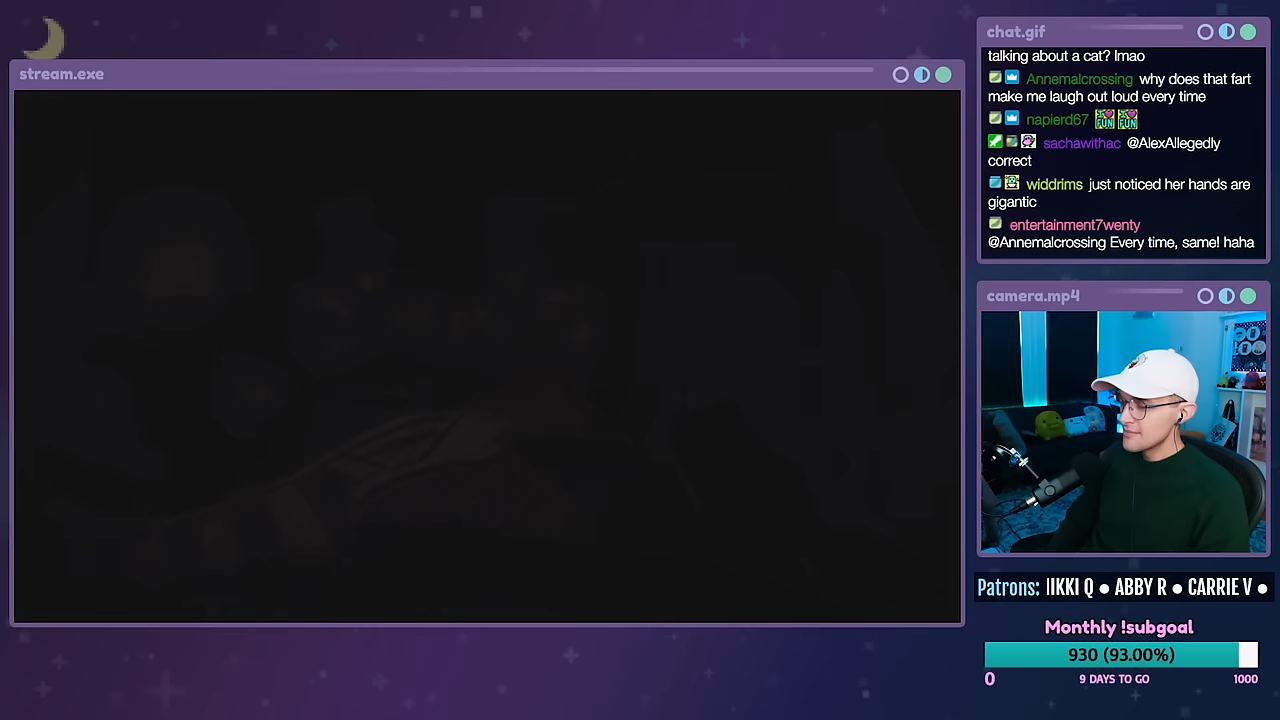 stream.exe
chat.gif
talking about a cat? lmao
Annemalcrossing why does that fart
make me laugh out loud every time
napierd67
sachawithac @AlexAllegedly
correct
widdrims just noticed her hands are
gigantic
entertainment7wenty
@Annemalcrossing Every time, same! haha
camera.mp4
Patrons: IKKI Q ● ABBY R ● CARRIE V ●
Monthly !subgoal
930 (93.00%)
0 9 DAYS TO GO 1000